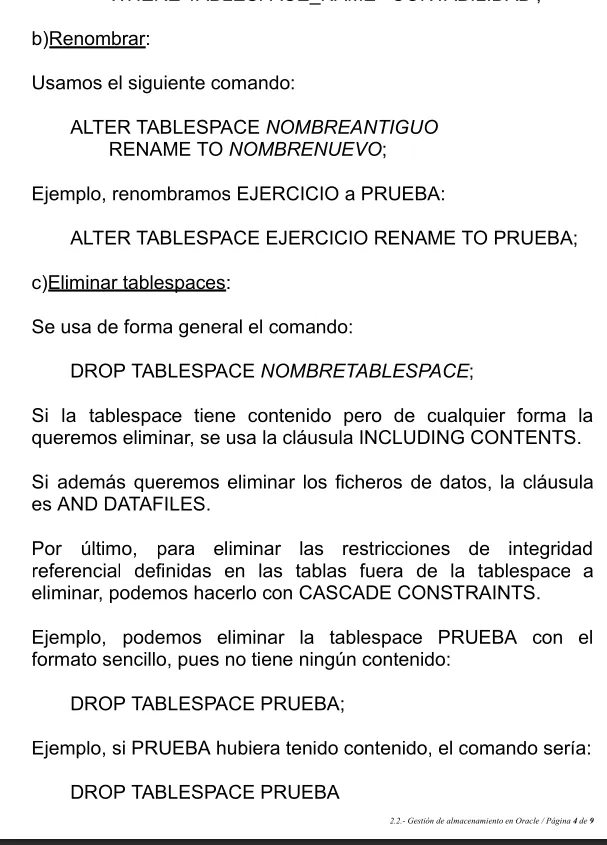 b)Renombrar:
Usamos el siguiente comando:
ALTER TABLESPACE NOMBREANTIGUO
RENAME TO NOMBRENUEVO;
Ejemplo, renombramos EJERCICIO a PRUEBA:
ALTER TABLESPACE EJERCICIO RENAME TO PRUEBA;
c)Eliminar tablespaces:
Se usa de forma general el comando:
DROP TABLESPACE NOMBRETABLESPACE;
Si la tablespace tiene contenido pero de cualquier forma la
queremos eliminar, se usa la cláusula INCLUDING CONTENTS.
Si además queremos eliminar los ficheros de datos, la cláusula
es AND DATAFILES.
Por último, para eliminar las restricciones de integridad
referencial definidas en las tablas fuera de la tablespace a
eliminar, podemos hacerlo con CASCADE CONSTRAINTS.
Ejemplo, podemos eliminar la tablespace PRUEBA con el
formato sencillo, pues no tiene ningún contenido:
DROP TABLESPACE PRUEBA;
Ejemplo, si PRUEBA hubiera tenido contenido, el comando sería:
DROP TABLESPACE PRUEBA
2.2.- Gestión de almacenamiento en Oracle / Página 4 de 9